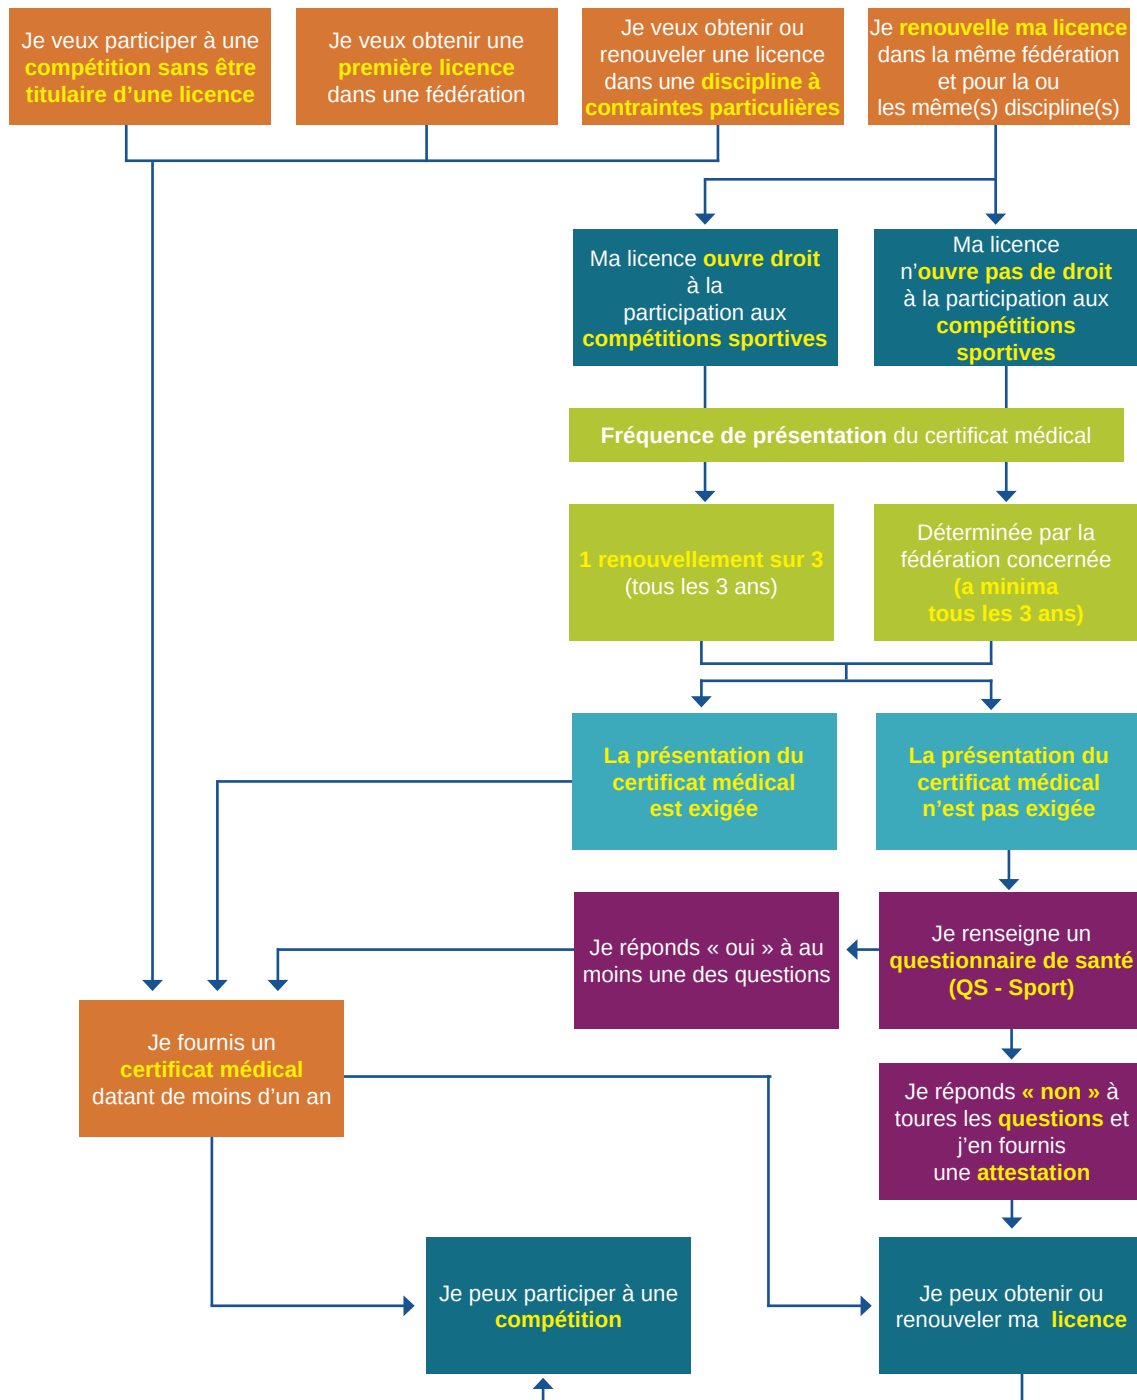 Je veux participer à une
compétition sans être
titulaire d’une licence
Je veux obtenir une
première licence
dans une fédération
Je veux obtenir ou
renouveler une licence
dans une discipline à
contraintes particulières
Je renouvelle ma licence
dans la même fédération
et pour la ou
les même(s) discipline(s)
Ma licence ouvre droit
à la
participation aux
compétitions sportives
Ma licence
n’ouvre pas de droit
à la participation aux
compétitions
sportives
Fréquence de présentation du certificat médical
1 renouvellement sur 3
(tous les 3 ans)
Déterminée par la
fédération concernée
(a minima
tous les 3 ans)
La présentation du
certificat médical
est exigée
La présentation du
certificat médical
n’est pas exigée
Je réponds « oui » à au
moins une des questions
Je renseigne un
questionnaire de santé
(QS - Sport)
Je fournis un
certificat médical
datant de moins d’un an
Je réponds « non » à
toures les questions et
j’en fournis
une attestation
Je peux participer à une
compétition
Je peux obtenir ou
renouveler ma licence